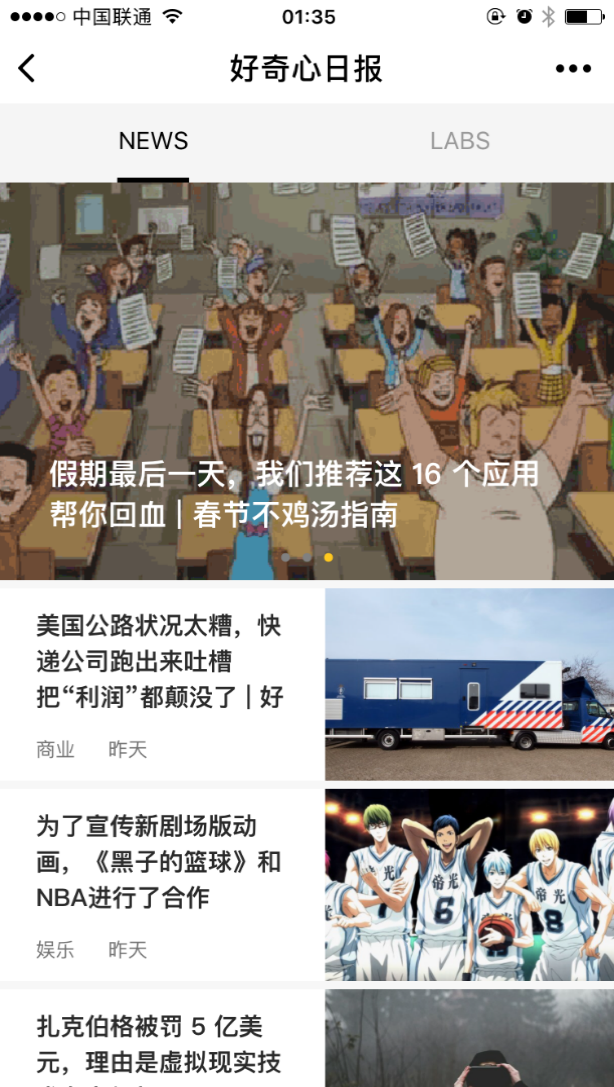 中国联通
01:35
好奇心日报
NEWS
LABS
假期最后一天，我们推荐这 16 个应用
帮你回血 | 春节不鸡汤指南
美国公路状况太糟，快
递公司跑出来吐槽
把“利润”都颠没了 | 好
商业 昨天
帝光
6
帝光
8
为了宣传新剧场版动
画，《黑子的篮球》和
NBA进行了合作
娱乐 昨天
扎克伯格被罚 5 亿美
元，理由是虚拟现实技